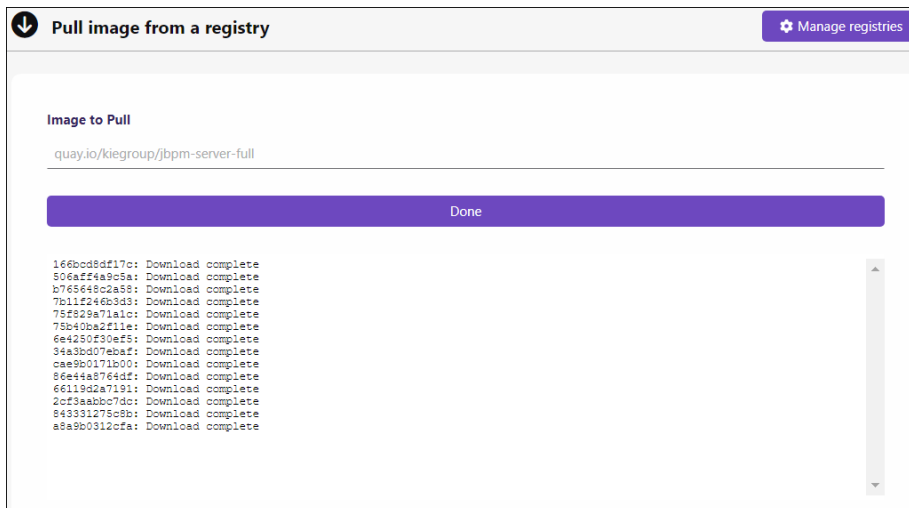 Pull image from a registry
Manage registries
Image to Pull
quay.io/kiegroup/jbpm-server-full
Done
166bcd8df17c: Download complete
506aff4a9c5a: Download complete
b765648c2a58: Download complete
7b11f246b3d3: Download complete
75f829a71a1c: Download complete
75b40ba2f11e: Download complete
6e4250f30ef5: Download complete
34a3bd07ebaf: Download complete
cae9b0171b00: Download complete
86e44a8764df: Download complete
66119d2a7191: Download complete
2cf3aabbc7dc: Download complete
843331275c8b: Download complete
a8a9b0312cfa: Download complete